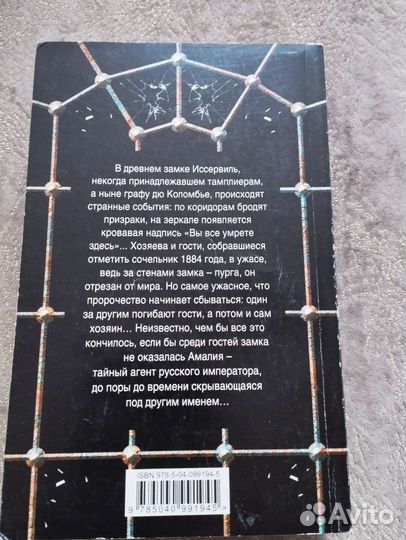 В древнем замке Иссервиль,
некогда принадлежавшем тамплиерам,
а ныне графу дю Коломбье, происходят
странные события: по коридорам бродят
призраки, на зеркале появляется
кровавая надпись «Вы все умрете
здесь»... Хозяева и гости, собравшиеся
отметить сочельник 1884 года, в ужасе,
ведь за стенами замка – пурга, он
отрезан от мира. Но самое ужасное, что
пророчество начинает сбываться: один
за другим погибают гости, а потом и сам
хозяин... Неизвестно, чем бы все это
кончилось, если бы среди гостей замка
не оказалась Амалия –
тайный агент русского императора,
до поры до времени скрывающаяся
под другим именем...
ISBN 978-5-04-099194-5
9 785040 991945 >
Avito